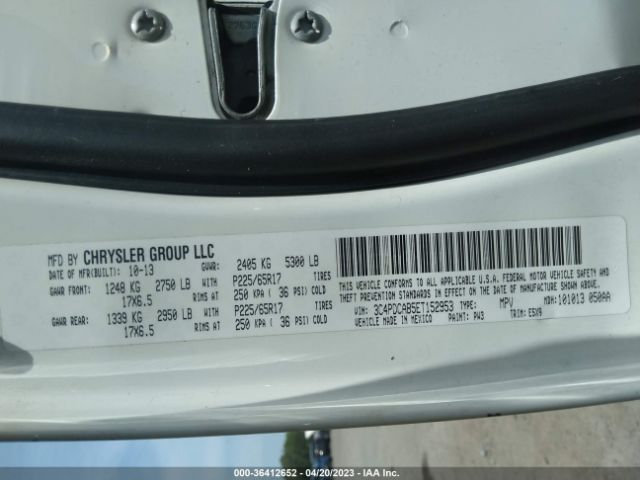 MFD BY CHRYSLER GROUP LLC
DATE OF MFR(BUILT): 10-13 GVWR: 2405 KG 5300 LB
GAWR FRONT: 1248 KG 2750 LB WITH P225/65R17 TIRES
17X6.5 RIMS AT 250 KPA ( 36 PSI) COLD
GAWR REAR: 1339 KG 2950 LB WITH P225/65R17 TIRES
17X6.5 RIMS AT 250 KPA ( 36 PSI) COLD
THIS VEHICLE CONFORMS TO ALL APPLICABLE U.S.A. FEDERAL MOTOR VEHICLE SAFETY AND
THEFT PREVENTION STANDARDS IN EFFECT ON THE DATE OF MANUFACTURE SHOWN ABOVE.
VIN: 3C4PDCAB5ET152953 TYPE: MPV MDH: 101013 050AA
VEHICLE MADE IN MEXICO PAINT: PW3 TRIM: E5X9
000-36412652 - 04/20/2023 - IAA Inc.